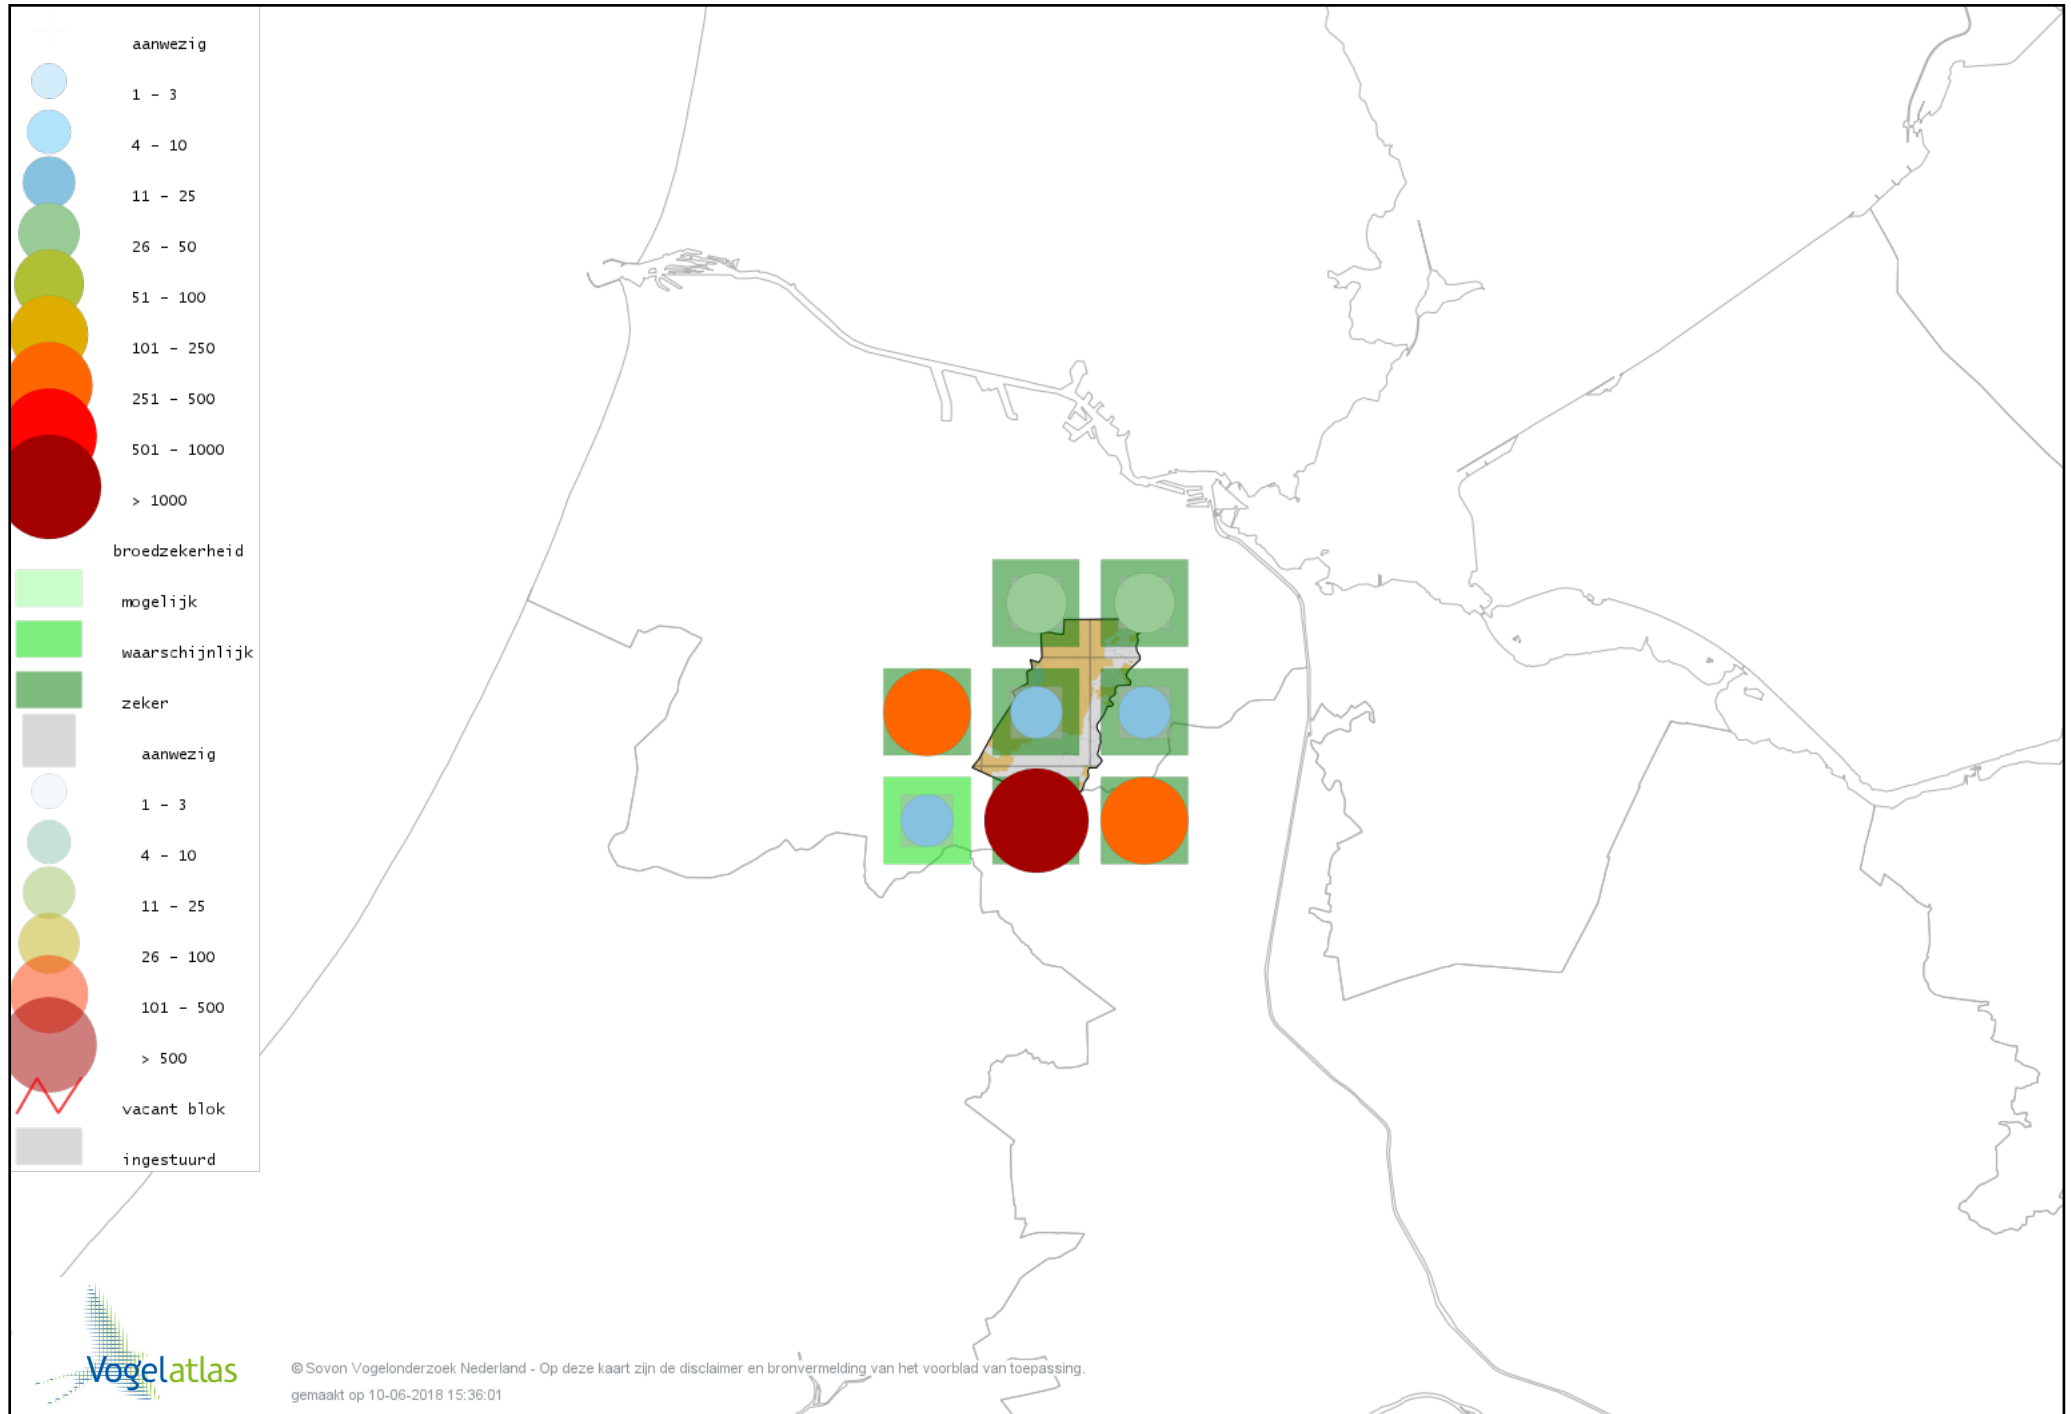 aanwezig
1 - 3
4 - 10
11 - 25
26 - 50
51 - 100
101 - 250
251 - 500
501 - 1000
> 1000
broedzekerheid
mogelijk
waarschijnlijk
zeker
aanwezig
1 - 3
4 - 10
11 - 25
26 - 100
101 - 500
> 500
vacant blok
ingestuurd
Vogelatlas
© Sovon Vogelonderzoek Nederland - Op deze kaart zijn de disclaimer en bronvermelding van het voorblad van toepassing.
gemaakt op 10-06-2018 15:36:01